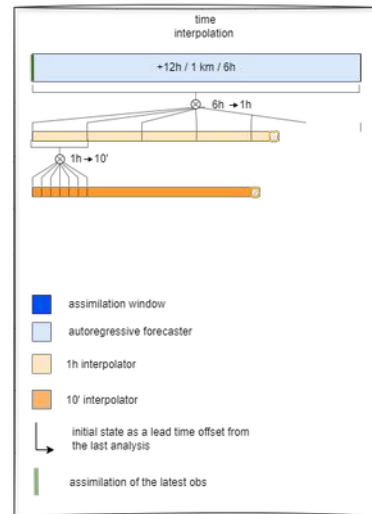 time
interpolation
+12h / 1 km / 6h
6h→1h
1h→10'
assimilation window
autoregressive forecaster
1h interpolator
10' interpolator
initial state as a lead time offset from
the last analysis
assimilation of the latest obs